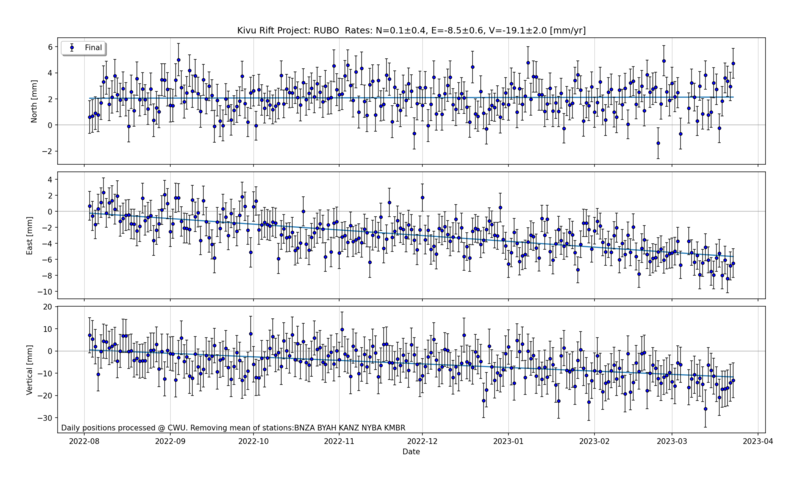 Kivu Rift Project: RUBO  Rates: N=0.1±0.4, E=-8.5±0.6, V=-19.1±2.0 [mm/yr]
Final
North [mm]
6
4
2
0
−2
East [mm]
4
2
0
−2
−4
−6
−8
−10
Vertical [mm]
20
10
0
−10
−20
−30
Daily positions processed @ CWU. Removing mean of stations:BNZA BYAH KANZ NYBA KMBR
2022-08 2022-09 2022-10 2022-11 2022-12 2023-01 2023-02 2023-03 2023-04
Date